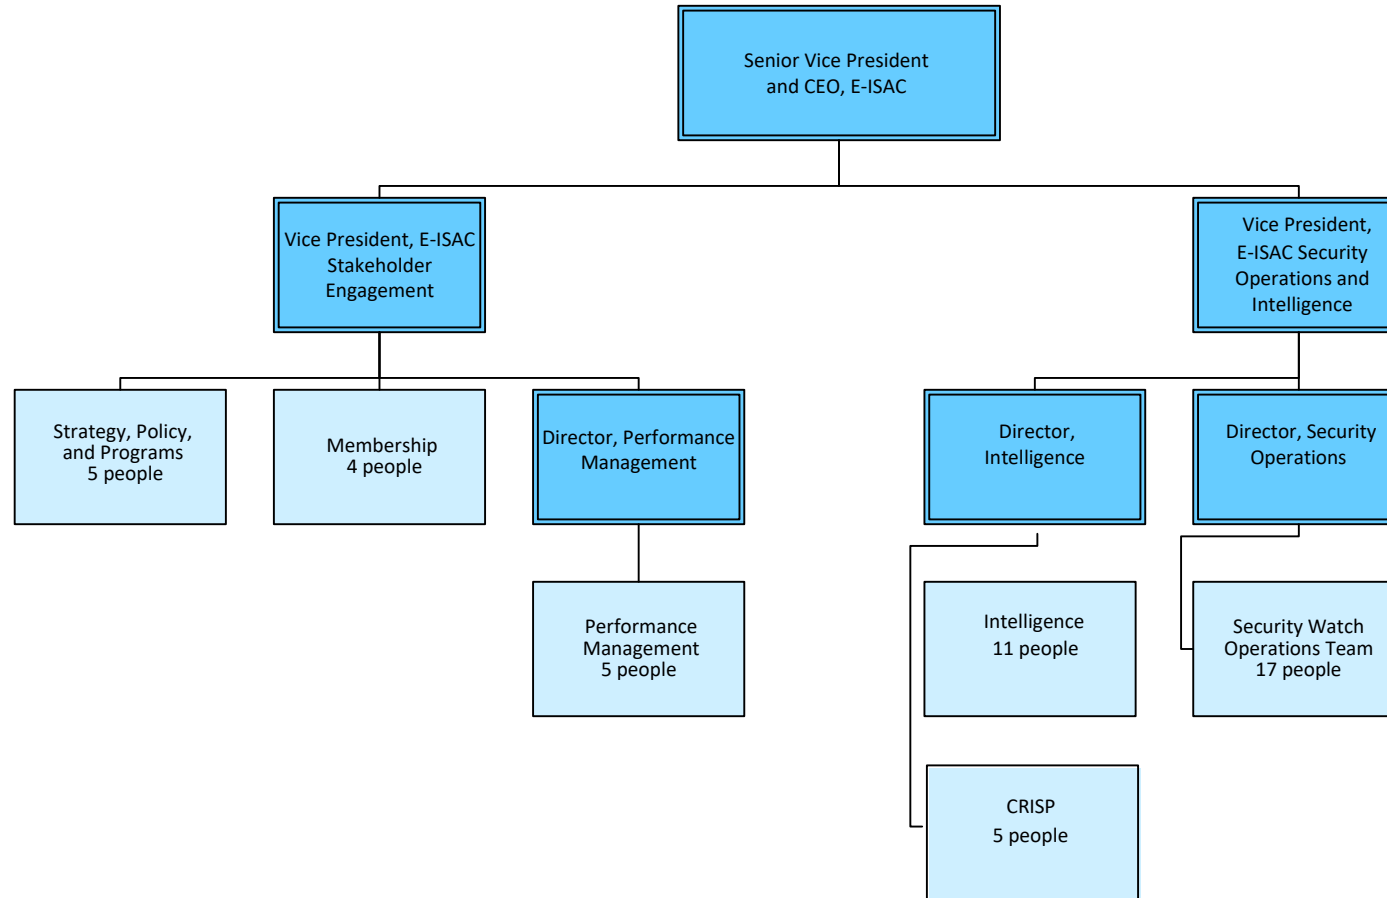 Senior Vice President
and CEO, E-ISAC
Vice President, E-ISAC
Stakeholder
Engagement
Vice President,
E-ISAC Security
Operations and
Intelligence
Strategy, Policy,
and Programs
5 people
Membership
4 people
Director, Performance
Management
Director,
Intelligence
Director, Security
Operations
Performance
Management
5 people
Intelligence
11 people
Security Watch
Operations Team
17 people
CRISP
5 people